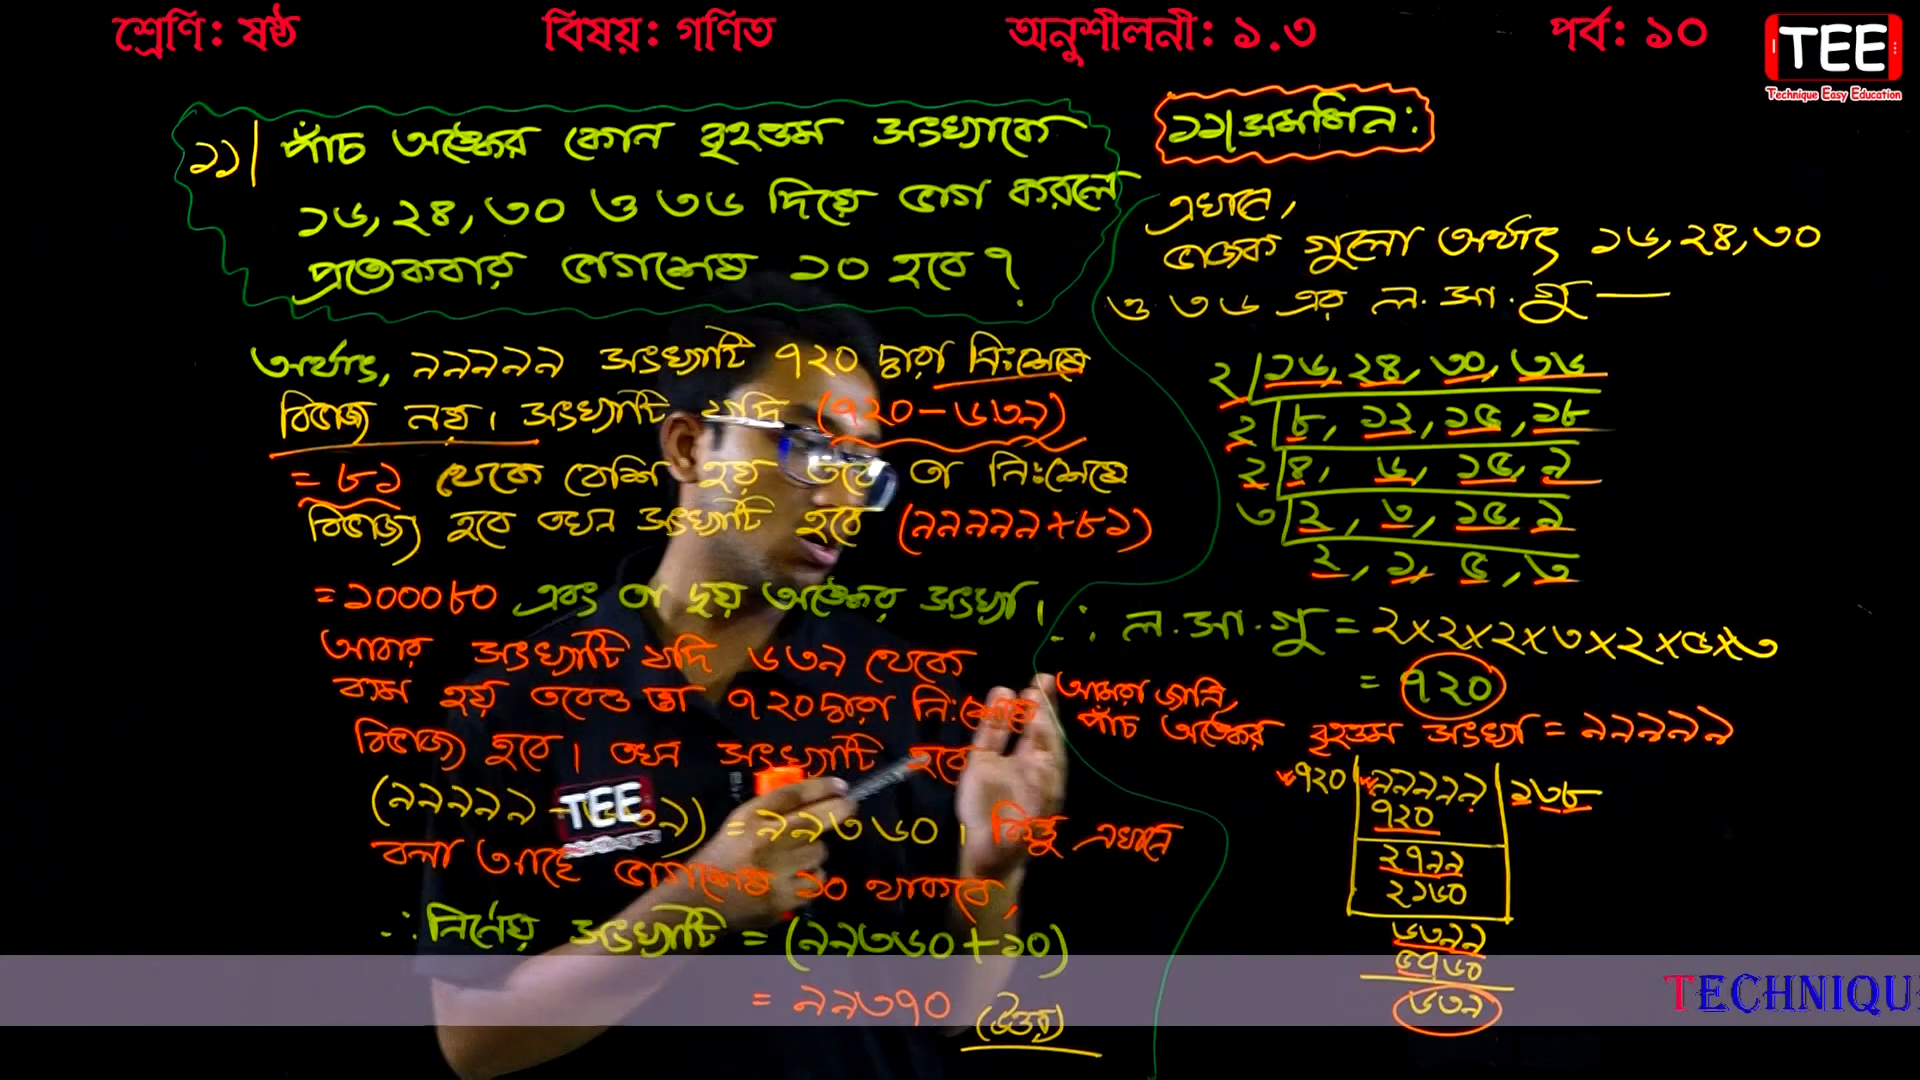 শ্রেণি: ষষ্ঠ
বিষয়: গণিত
অনুশীলনী: ১.৩
পর্ব: ১০
TEE
Technique Easy Education
১১| পাঁচ অঙ্কের কোন বৃহত্তম সংখ্যাকে
১৬, ২৪, ৩০ ও ৩৬ দিয়ে ভাগ করলে
প্রত্যেকবার ভাগশেষ ১০ হবে?
অর্থাৎ, ৯৯৯৯৯ সংখ্যাটি ৭২০ দ্বারা নিঃশেষে
বিভাজ্য নয়। সংখ্যাটি যদি (৭২০-৬৩৯)
= ৮১ থেকে বেশি হয় তবে তা নিঃশেষে
বিভাজ্য হবে তখন সংখ্যাটি হবে (৯৯৯৯৯+৮১)
= ১০০০৮০ এবং তা ছয় অঙ্কের সংখ্যা।
আবার সংখ্যাটি যদি ৬৩৯ থেকে
কম হয় তবেও তা ৭২০ দ্বারা নিঃশেষে
বিভাজ্য হবে। তখন সংখ্যাটি হবে
(৯৯৯৯৯ - ৯) = ৯৯৩৬০। কিন্তু এখানে
বলা আছে ভাগশেষ ১০ থাকবে,
∴ নির্ণেয় সংখ্যাটি = (৯৯৩৬০+১০)
= ৯৯৩৭০ (উত্তর)
TEE
১১| সমাধান:
এখানে,
ভাজক গুলো অর্থাৎ ১৬, ২৪, ৩০
ও ৩৬ এর ল.সা.গু —
২ | ১৬, ২৪, ৩০, ৩৬
২ | ৮, ১২, ১৫, ১৮
২ | ৪, ৬, ১৫, ৯
৩ | ২, ৩, ১৫, ৯
২, ১, ৫, ৩
∴ ল.সা.গু = ২×২×২×৩×২×৫×৩
= ৭২০
আমরা জানি,
পাঁচ অঙ্কের বৃহত্তম সংখ্যা = ৯৯৯৯৯
৭২০ | ৯৯৯৯৯ | ১৩৮
৭২০
২৭৯৯
২১৬০
৬৩৯৯
৫৭৬০
৬৩৯
TECHNIQU